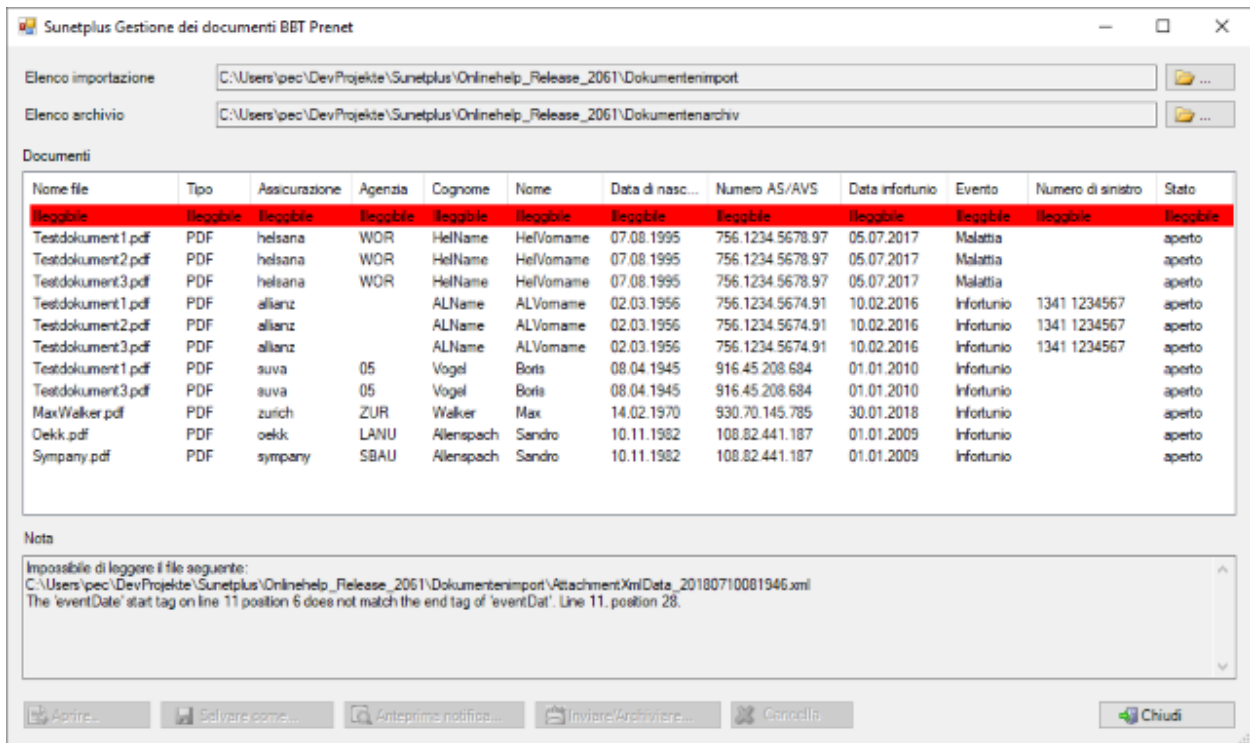 Sunetplus Gestione dei documenti BBT Prenet
Elenco importazione C:\Users\pec\DevProjekte\Sunetplus\Onlinehelp_Release_2061\Dokumentenimport ...
Elenco archivio C:\Users\pec\DevProjekte\Sunetplus\Onlinehelp_Release_2061\Dokumentenarchiv ...
Documenti
Nome file Tipo Assicurazione Agenzia Cognome Nome Data di nasc... Numero AS/AVS Data infortunio Evento Numero di sinistro Stato
Illeggibile Illeggibile Illeggibile Illeggibile Illeggibile Illeggibile Illeggibile Illeggibile Illeggibile Illeggibile Illeggibile Illeggibile
Testdokument1.pdf PDF helsana WOR HelName HelVorname 07.08.1995 756.1234.5678.97 05.07.2017 Malattia aperto
Testdokument2.pdf PDF helsana WOR HelName HelVorname 07.08.1995 756.1234.5678.97 05.07.2017 Malattia aperto
Testdokument3.pdf PDF helsana WOR HelName HelVorname 07.08.1995 756.1234.5678.97 05.07.2017 Malattia aperto
Testdokument1.pdf PDF allianz ALName ALVorname 02.03.1956 756.1234.5674.91 10.02.2016 Infortunio 1341 1234567 aperto
Testdokument2.pdf PDF allianz ALName ALVorname 02.03.1956 756.1234.5674.91 10.02.2016 Infortunio 1341 1234567 aperto
Testdokument3.pdf PDF allianz ALName ALVorname 02.03.1956 756.1234.5674.91 10.02.2016 Infortunio 1341 1234567 aperto
Testdokument1.pdf PDF suva 05 Vogel Boris 08.04.1945 916.45.208.684 01.01.2010 Infortunio aperto
Testdokument3.pdf PDF suva 05 Vogel Boris 08.04.1945 916.45.208.684 01.01.2010 Infortunio aperto
MaxWalker.pdf PDF zurich ZUR Walker Max 14.02.1970 930.70.145.785 30.01.2018 Infortunio aperto
Oekk.pdf PDF oekk LANU Allenspach Sandro 10.11.1982 108.82.441.187 01.01.2009 Infortunio aperto
Sympany.pdf PDF sympany SBAU Allenspach Sandro 10.11.1982 108.82.441.187 01.01.2009 Infortunio aperto
Nota
Impossibile di leggere il file seguente:
C:\Users\pec\DevProjekte\Sunetplus\Onlinehelp_Release_2061\Dokumentenimport\AttachmentXmlData_20180710081946.xml
The 'eventDate' start tag on line 11 position 6 does not match the end tag of 'eventDat'. Line 11, position 28.
Aprire... Salvare come... Anteprima notifica... Inviare/Archiviere... Cancella Chiudi